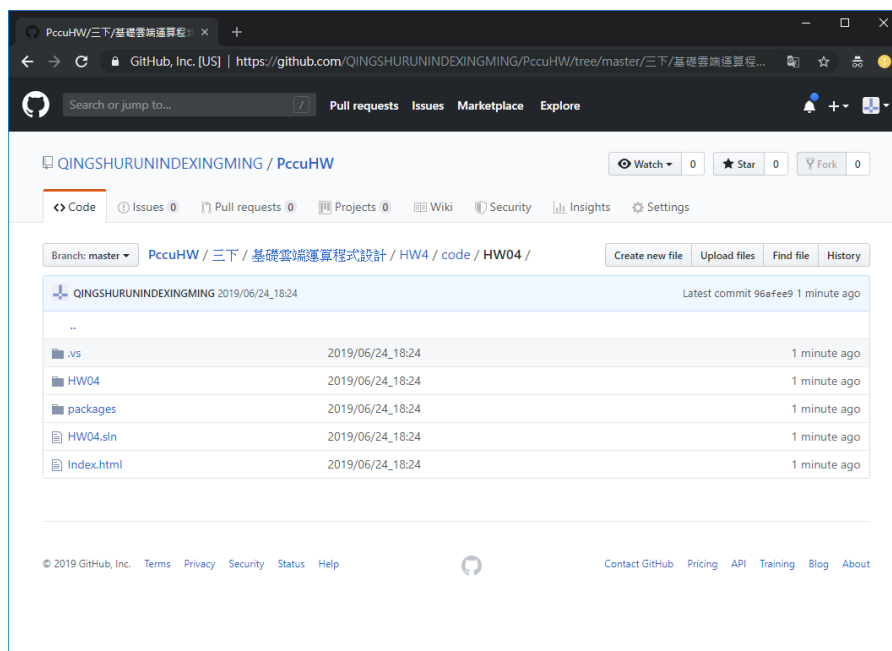 PccuHW/三下/基礎雲端運算程
GitHub, Inc. [US] | https://github.com/QINGSHURUNINDEXINGMING/PccuHW/tree/master/三下/基礎雲端運算程...
Search or jump to... / Pull requests Issues Marketplace Explore
QINGSHURUNINDEXINGMING / PccuHW Watch 0 Star 0 Fork 0
Code Issues 0 Pull requests 0 Projects 0 Wiki Security Insights Settings
Branch: master PccuHW / 三下 / 基礎雲端運算程式設計 / HW4 / code / HW04 / Create new file Upload files Find file History
QINGSHURUNINDEXINGMING 2019/06/24_18:24 Latest commit 96afee9 1 minute ago
..
.vs 2019/06/24_18:24 1 minute ago
HW04 2019/06/24_18:24 1 minute ago
packages 2019/06/24_18:24 1 minute ago
HW04.sln 2019/06/24_18:24 1 minute ago
Index.html 2019/06/24_18:24 1 minute ago
© 2019 GitHub, Inc. Terms Privacy Security Status Help Contact GitHub Pricing API Training Blog About